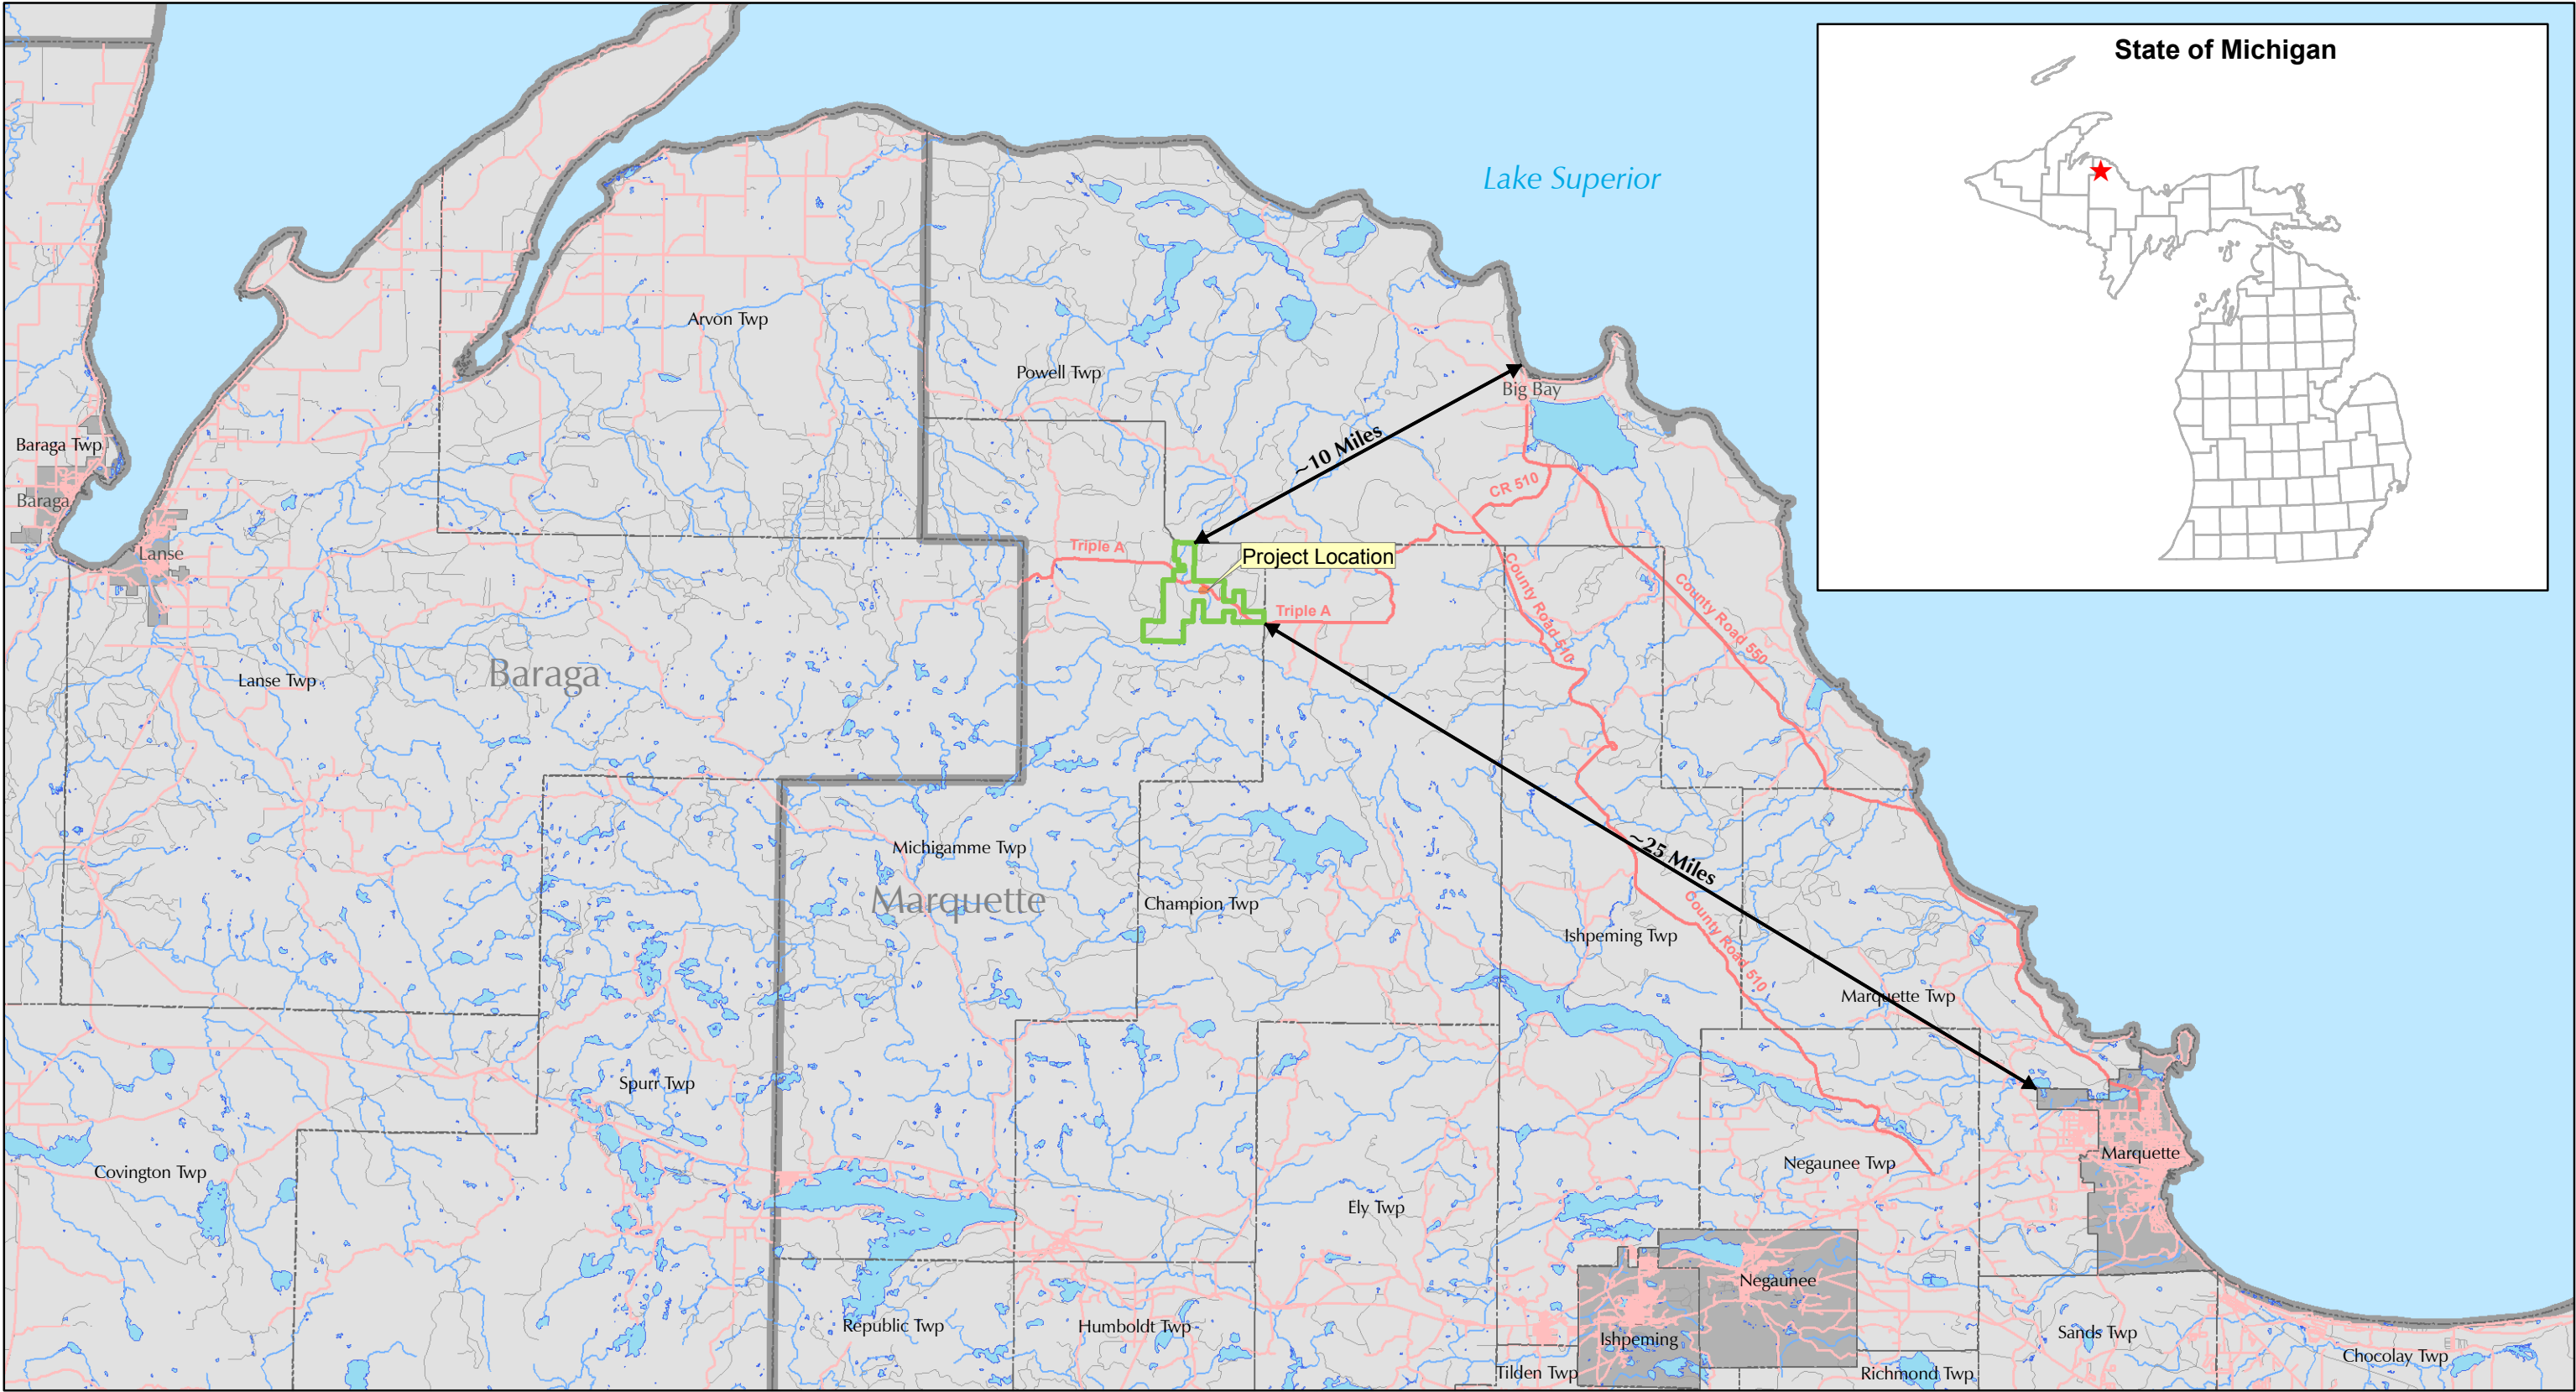 State of Michigan
Lake Superior
Arvon Twp
Powell Twp
Big Bay
~10 Miles
Baraga Twp
Baraga
CR 510
Lanse
Triple A
Project Location
County Road 510
County Road 550
Triple A
Lanse Twp
Baraga
Michigamme Twp
Marquette
Champion Twp
~25 Miles
County Road 510
Ishpeming Twp
Marquette Twp
Spurr Twp
Covington Twp
Negaunee Twp
Marquette
Ely Twp
Negaunee
Republic Twp
Humboldt Twp
Ishpeming
Sands Twp
Chocolay Twp
Tilden Twp
Richmond Twp